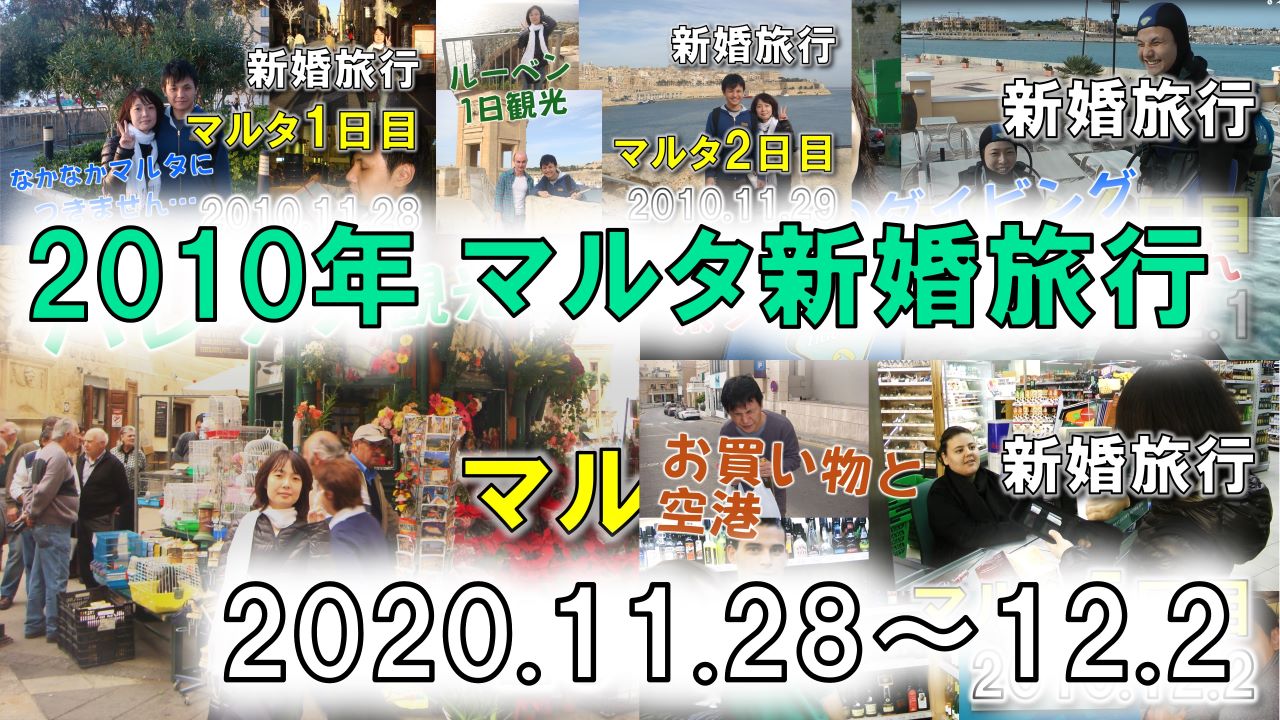 新婚旅行
マルタ1日目
なかなかマルタに
つきません…
2010.11.28
ルーベン
1日観光
新婚旅行
マルタ2日目
2010.11.29
新婚旅行
ダイビング
2010年 マルタ新婚旅行
マル
お買い物と
空港
新婚旅行
2020.11.28～12.2
2010.12.2